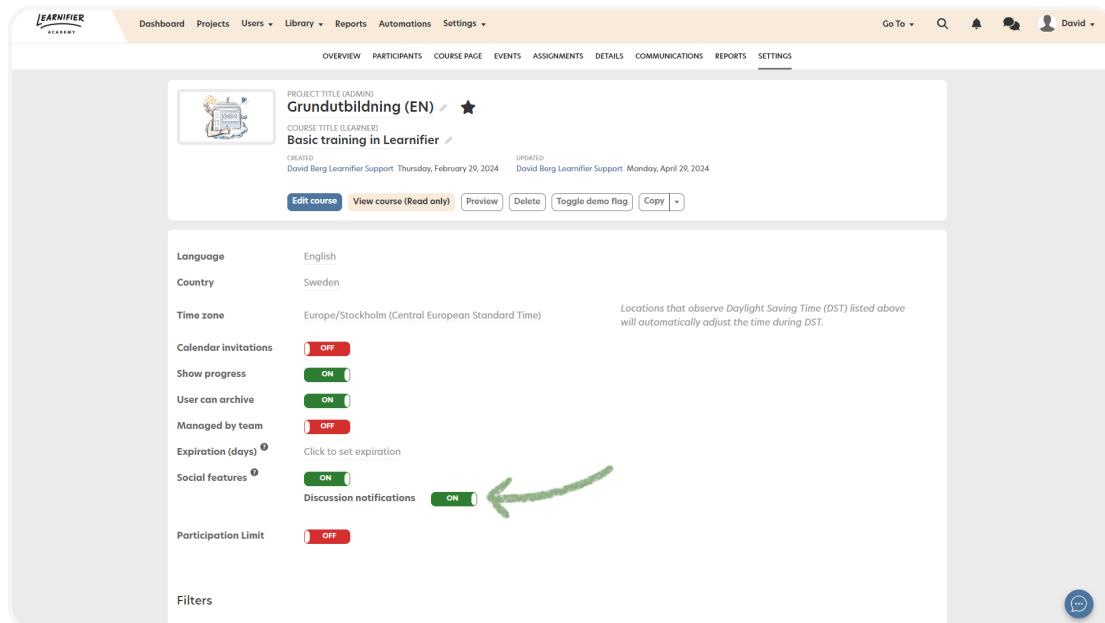 LEARNIFIER
ACADEMY
Dashboard Projects Users Library Reports Automations Settings Go To David
OVERVIEW PARTICIPANTS COURSE PAGE EVENTS ASSIGNMENTS DETAILS COMMUNICATIONS REPORTS SETTINGS
PROJECT TITLE (ADMIN)
Grundutbildning (EN)
COURSE TITLE (LEARNER)
Basic training in Learnifier
CREATED UPDATED
David Berg Learnifier Support Thursday, February 29, 2024 David Berg Learnifier Support Monday, April 29, 2024
Edit course View course (Read only) Preview Delete Toggle demo flag Copy
Language English
Country Sweden
Time zone Europe/Stockholm (Central European Standard Time) Locations that observe Daylight Saving Time (DST) listed above
will automatically adjust the time during DST.
Calendar invitations OFF
Show progress ON
User can archive ON
Managed by team OFF
Expiration (days) ? Click to set expiration
Social features ? ON
Discussion notifications ON
Participation Limit OFF
Filters